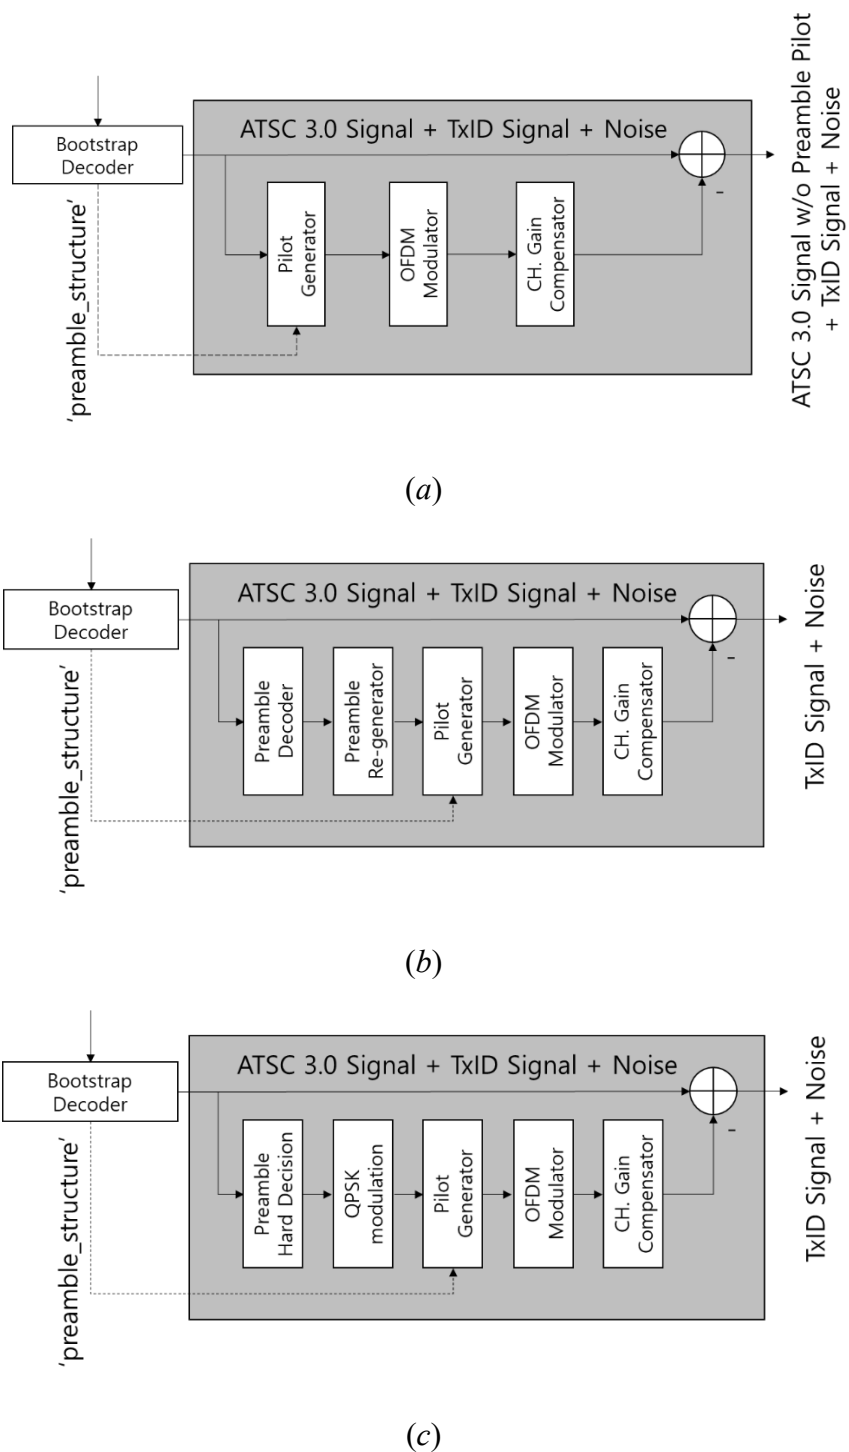 Bootstrap
Decoder
ATSC 3.0 Signal + TxID Signal + Noise
-
Pilot
Generator
OFDM
Modulator
CH. Gain
Compensator
‘preamble_structure’
ATSC 3.0 Signal w/o Preamble Pilot
+ TxID Signal + Noise
(a)
Bootstrap
Decoder
ATSC 3.0 Signal + TxID Signal + Noise
-
Preamble
Decoder
Preamble
Re-generator
Pilot
Generator
OFDM
Modulator
CH. Gain
Compensator
‘preamble_structure’
TxID Signal + Noise
(b)
Bootstrap
Decoder
ATSC 3.0 Signal + TxID Signal + Noise
-
Preamble
Hard Decision
QPSK
modulation
Pilot
Generator
OFDM
Modulator
CH. Gain
Compensator
‘preamble_structure’
TxID Signal + Noise
(c)